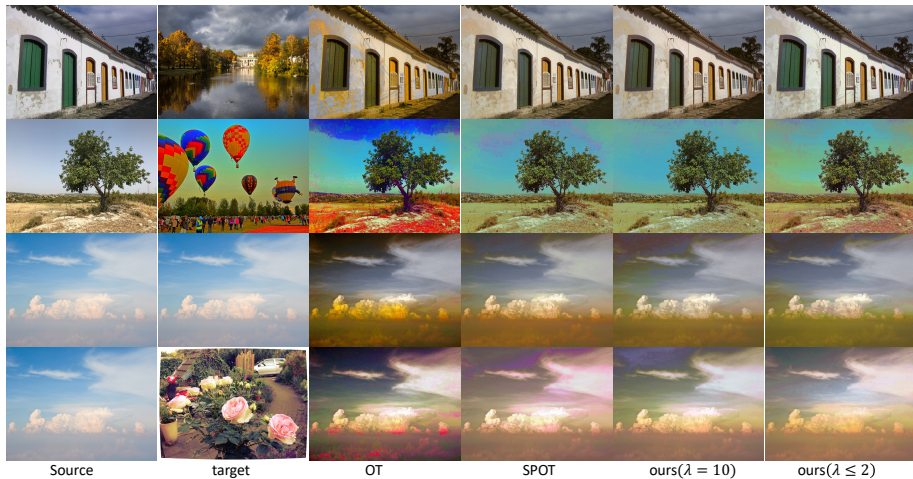 Source target OT SPOT ours(λ = 10) ours(λ ≤ 2)